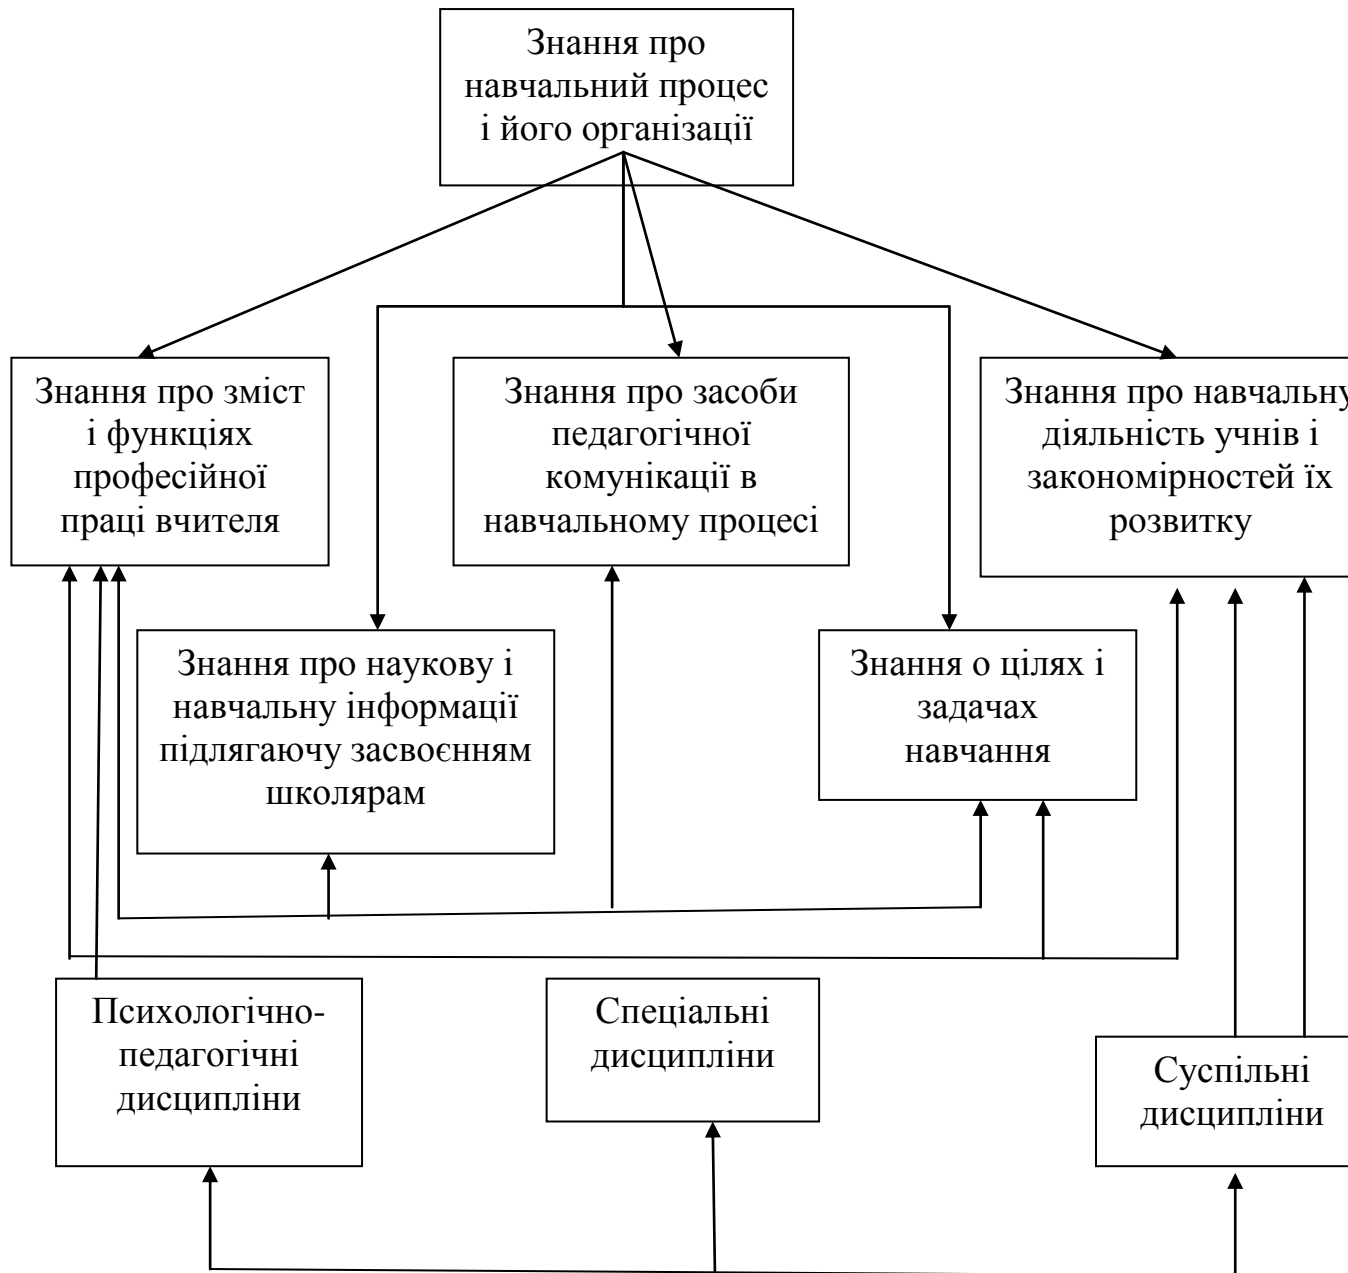 Знання про
навчальний процес
і його організації
Знання про зміст
і функціях
професійної
праці вчителя
Знання про засоби
педагогічної
комунікації в
навчальному процесі
Знання про навчальну
діяльність учнів і
закономірностей їх
розвитку
Знання про наукову і
навчальну інформації
підлягаючу засвоєнням
школярам
Знання о цілях і
задачах
навчання
Психологічно-
педагогічні
дисципліни
Спеціальні
дисципліни
Суспільні
дисципліни